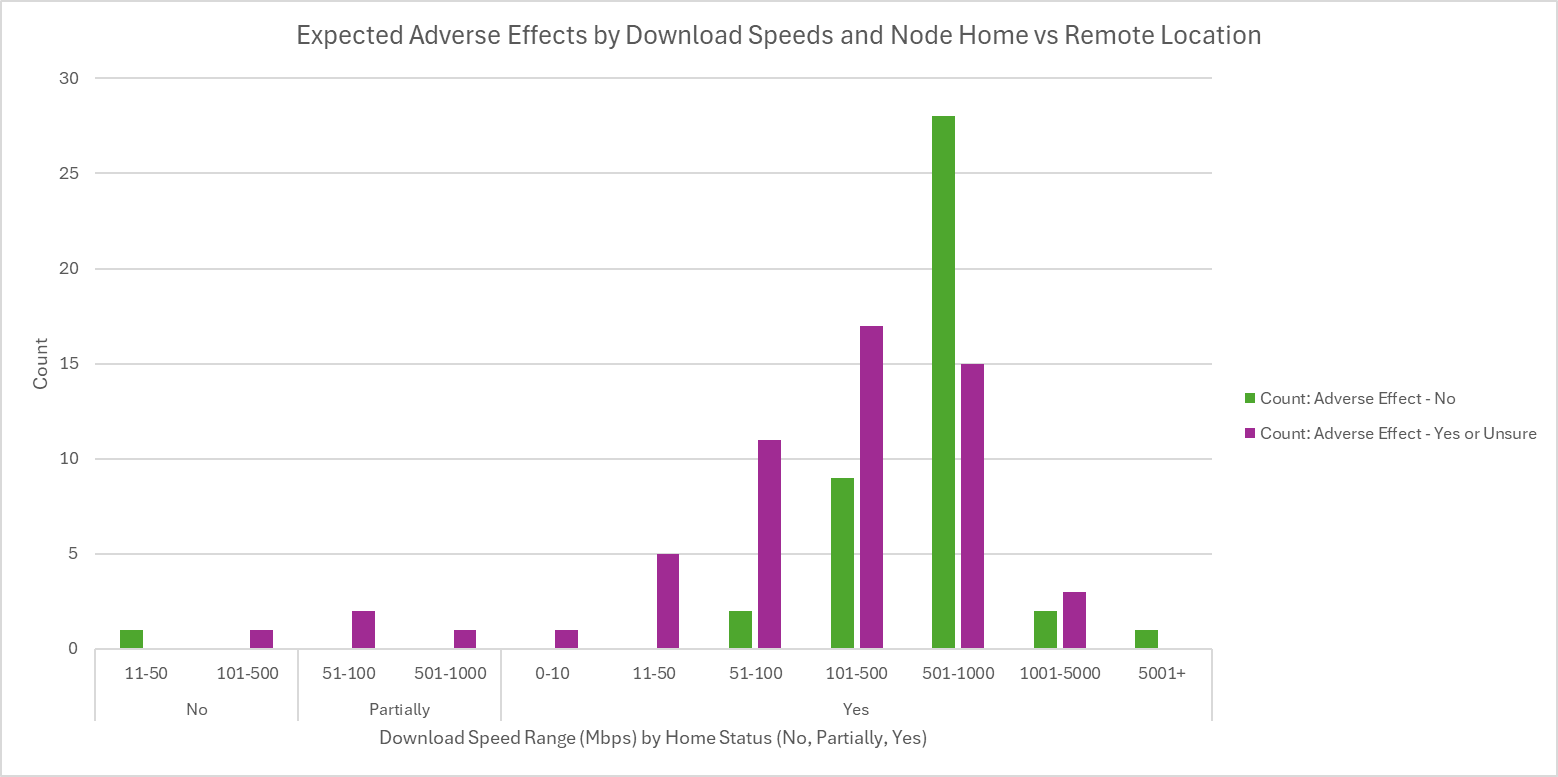 Expected Adverse Effects by Download Speeds and Node Home vs Remote Location
30
25
20
15
10
5
0
Count
11-50 101-500 51-100 501-1000 0-10 11-50 51-100 101-500 501-1000 1001-5000 5001+
No Partially Yes
Download Speed Range (Mbps) by Home Status (No, Partially, Yes)
Count: Adverse Effect - No
Count: Adverse Effect - Yes or Unsure